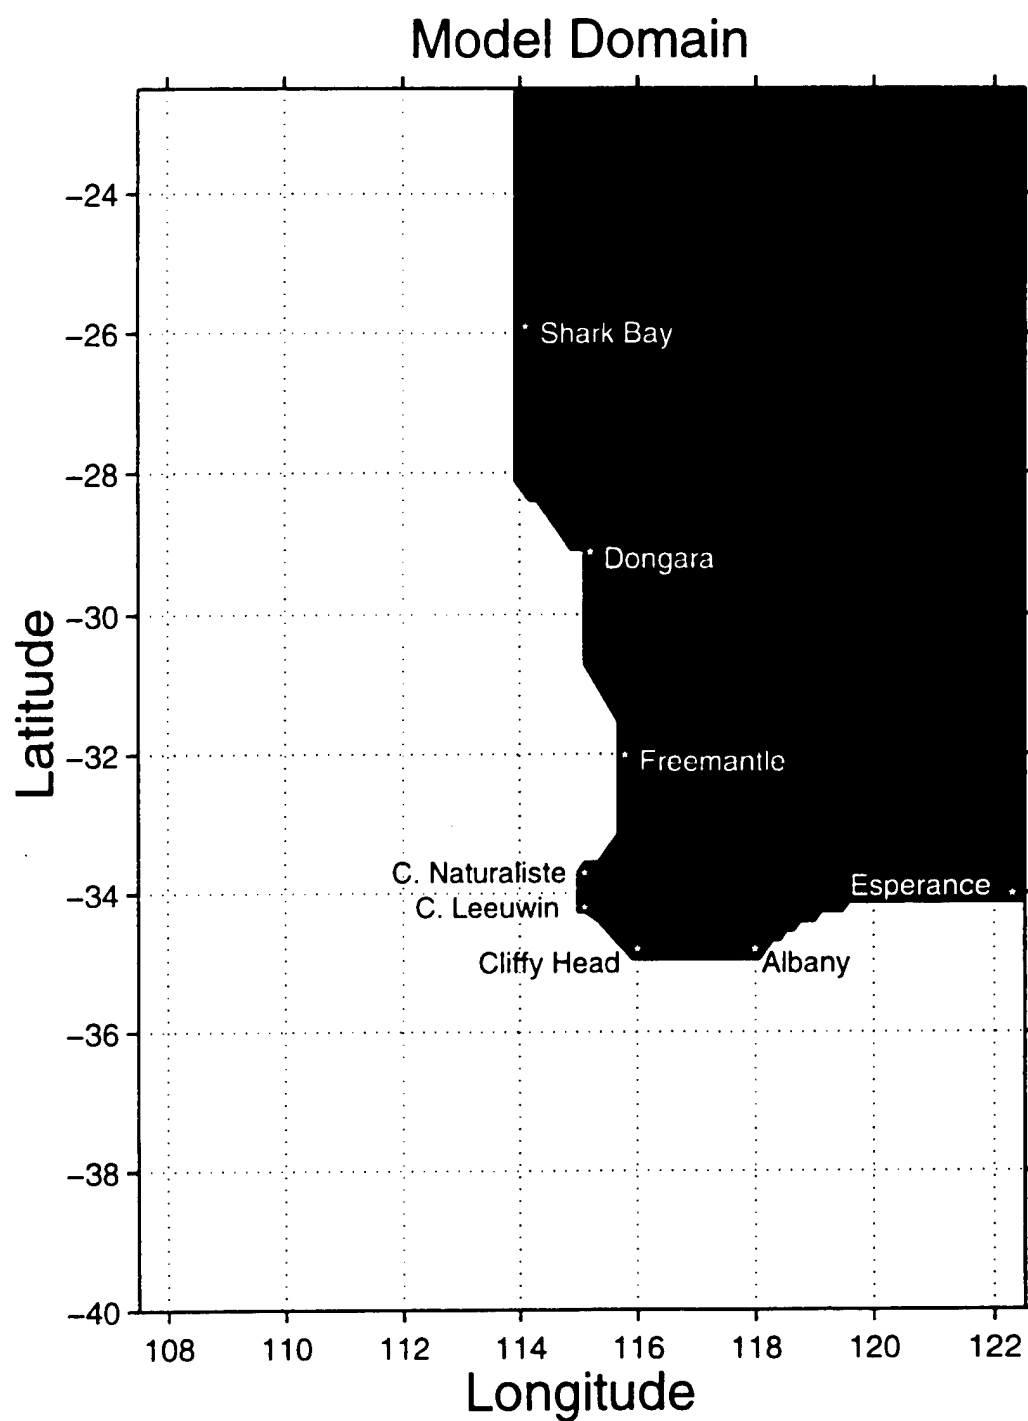 Model Domain
−24
−26
−28
−30
−32
−34
−36
−38
−40
Latitude
Shark Bay
Dongara
Freemantle
C. Naturaliste
C. Leeuwin
Esperance
Cliffy Head
Albany
108 110 112 114 116 118 120 122
Longitude